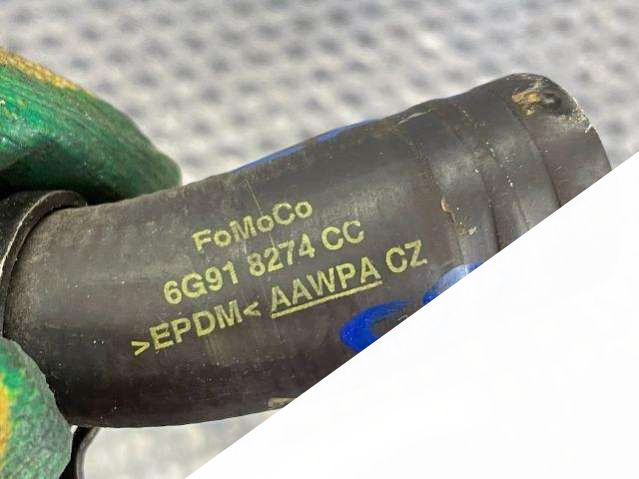 FoMoCo
6G91 8274 CC
>EPDM< AAWPA CZ